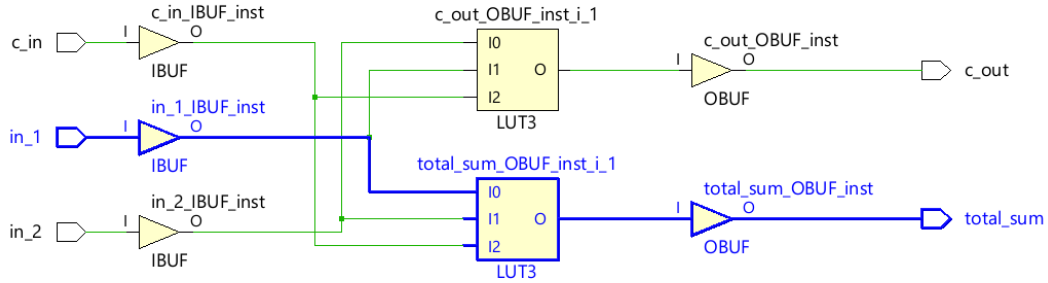 c_in_IBUF_inst
c_out_OBUF_inst_i_1
c_in
I
O
IBUF
I0
I1
I2
O
LUT3
c_out_OBUF_inst
I
O
OBUF
c_out
in_1_IBUF_inst
in_1
I
O
IBUF
total_sum_OBUF_inst_i_1
I0
I1
I2
O
LUT3
total_sum_OBUF_inst
I
O
OBUF
total_sum
in_2_IBUF_inst
in_2
I
O
IBUF